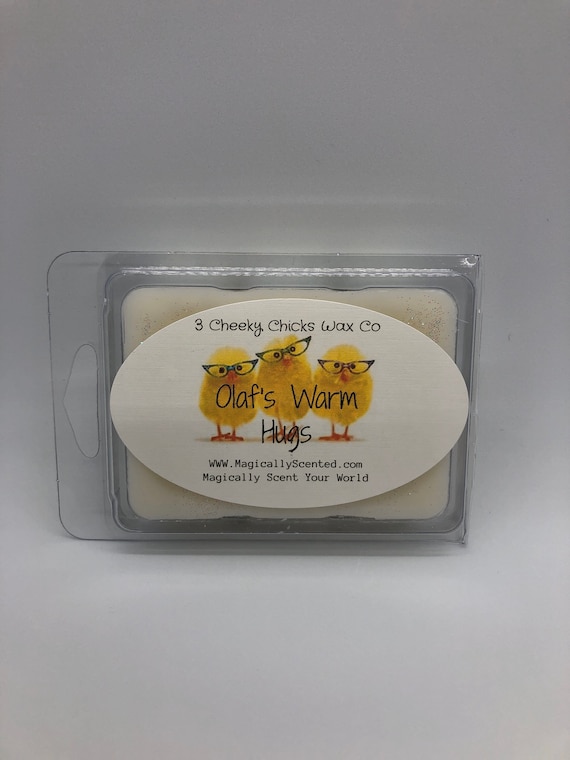 3 Cheeky Chicks Wax Co
Olaf's Warm
Hugs
WWW.MagicallyScented.com
Magically Scent Your World